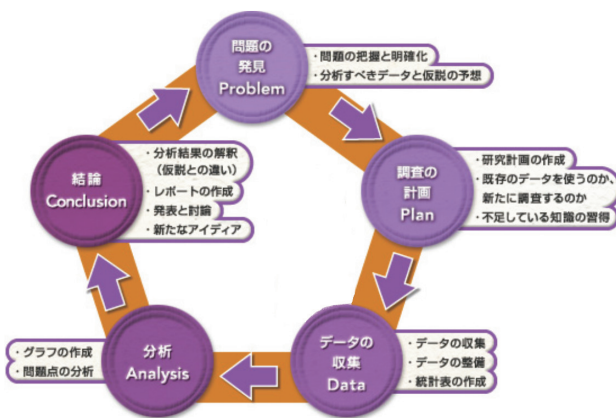 問題の
発見
Problem
・問題の把握と明確化
・分析すべきデータと仮説の予想
調査の
計画
Plan
・研究計画の作成
・既存のデータを使うのか、
新たに調査するのか
・不足している知識の習得
データの
収集
Data
・データの収集
・データの整備
・統計表の作成
分析
Analysis
・グラフの作成
・問題点の分析
結論
Conclusion
・分析結果の解釈
（仮説との違い）
・レポートの作成
・発表と討論
・新たなアイディア